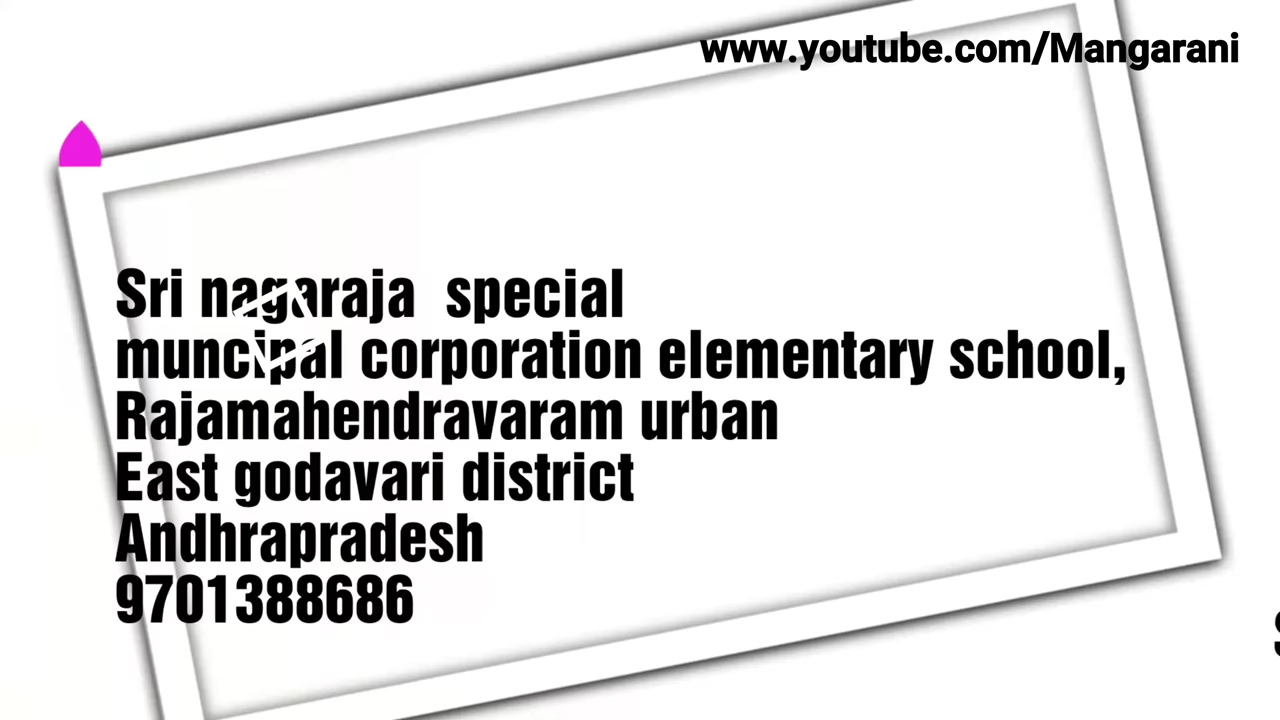 www.youtube.com/Mangarani
Sri nagaraja special
muncipal corporation elementary school,
Rajamahendravaram urban
East godavari district
Andhrapradesh
9701388686